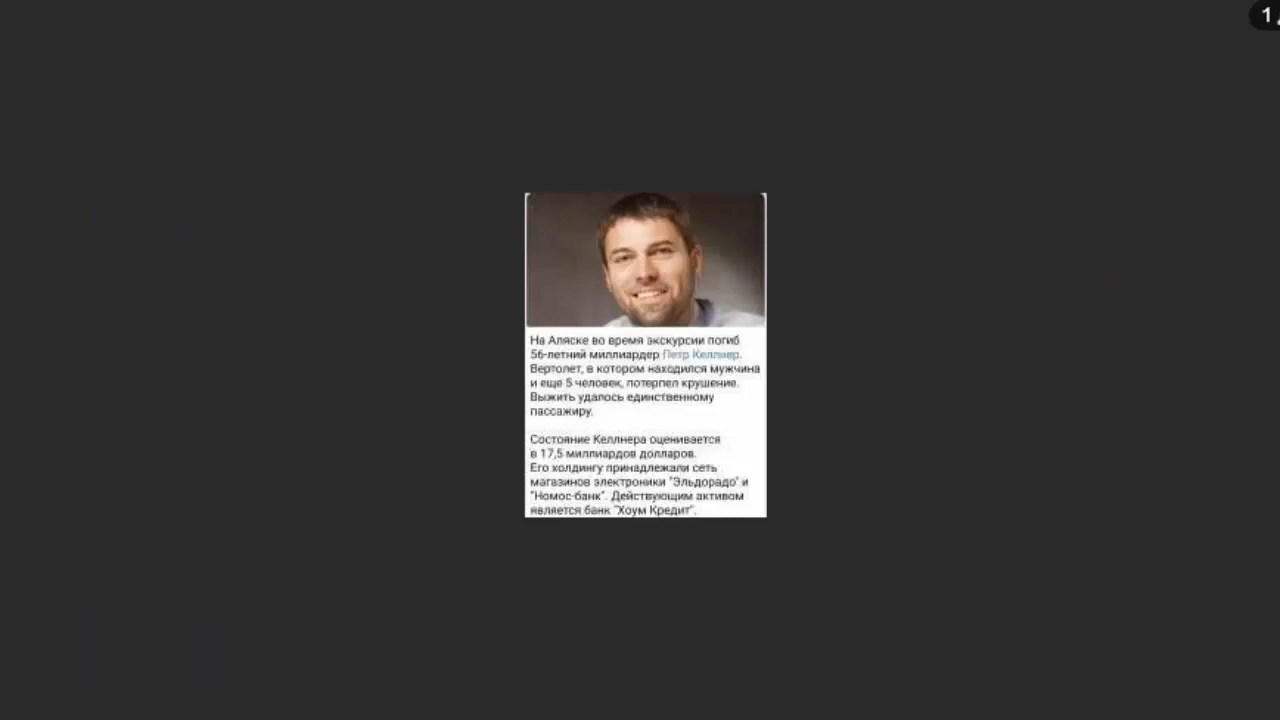 1
На Аляске во время экскурсии погиб
56-летний миллиардер Петр Келлнер.
Вертолет, в котором находился мужчина
и еще 5 человек, потерпел крушение.
Выжить удалось единственному
пассажиру.
Состояние Келлнера оценивается
в 17,5 миллиардов долларов.
Его холдингу принадлежали сеть
магазинов электроники "Эльдорадо" и
"Номос-банк". Действующим активом
является банк "Хоум Кредит".